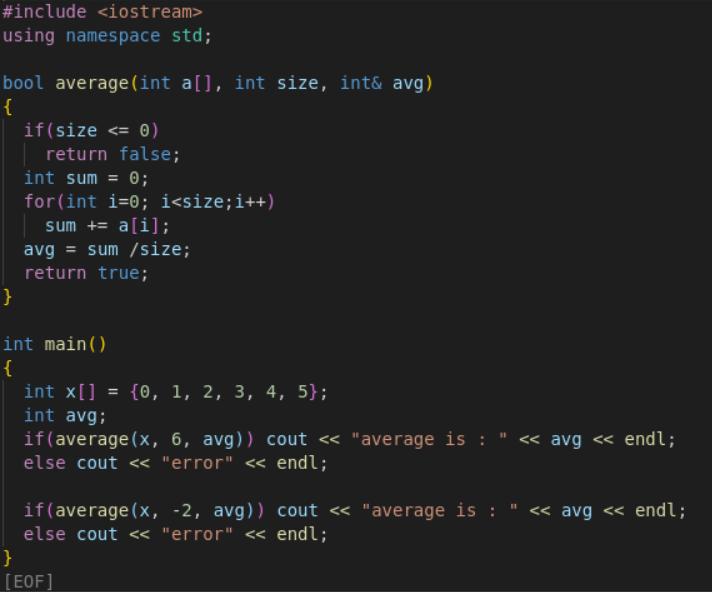 #include <iostream>
using namespace std;

bool average(int a[], int size, int& avg)
{
  if(size <= 0)
    return false;
  int sum = 0;
  for(int i=0; i<size;i++)
    sum += a[i];
  avg = sum /size;
  return true;
}

int main()
{
  int x[] = {0, 1, 2, 3, 4, 5};
  int avg;
  if(average(x, 6, avg)) cout << "average is : " << avg << endl;
  else cout << "error" << endl;

  if(average(x, -2, avg)) cout << "average is : " << avg << endl;
  else cout << "error" << endl;
}
[EOF]